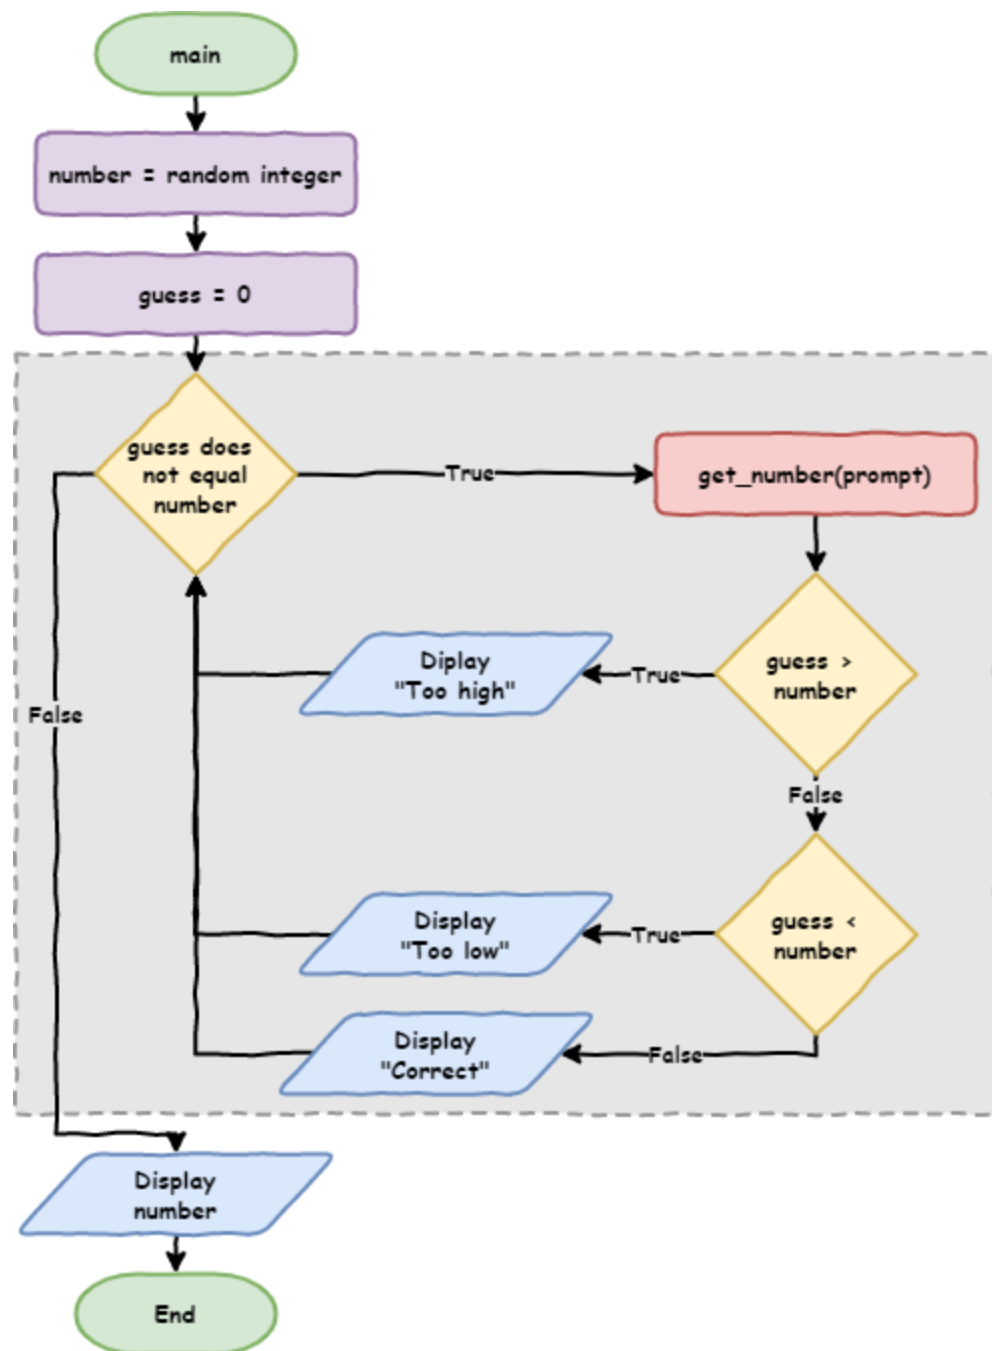 main
number = random integer
guess = 0
guess does
not equal
number
True
get_number(prompt)
guess >
number
True
Diplay
"Too high"
False
False
guess <
number
True
Display
"Too low"
False
Display
"Correct"
Display
number
End